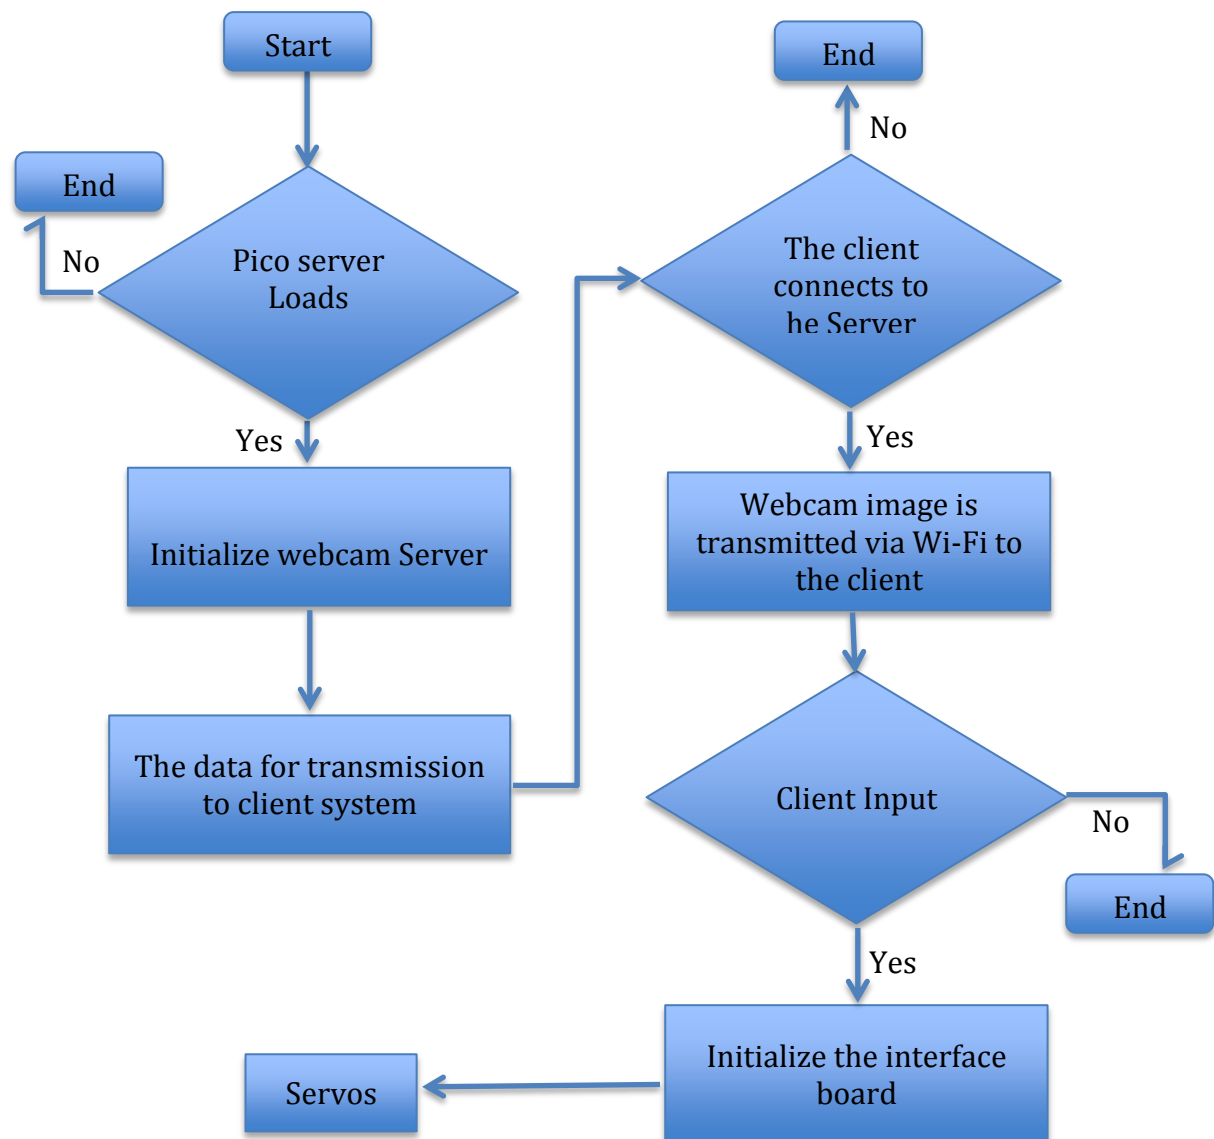 Start
End
No
Pico server
Loads
Yes
Initialize webcam Server
The data for transmission
to client system
End
No
The client
connects to
he Server
Yes
Webcam image is
transmitted via Wi-Fi to
the client
Client Input
No
End
Yes
Initialize the interface
board
Servos